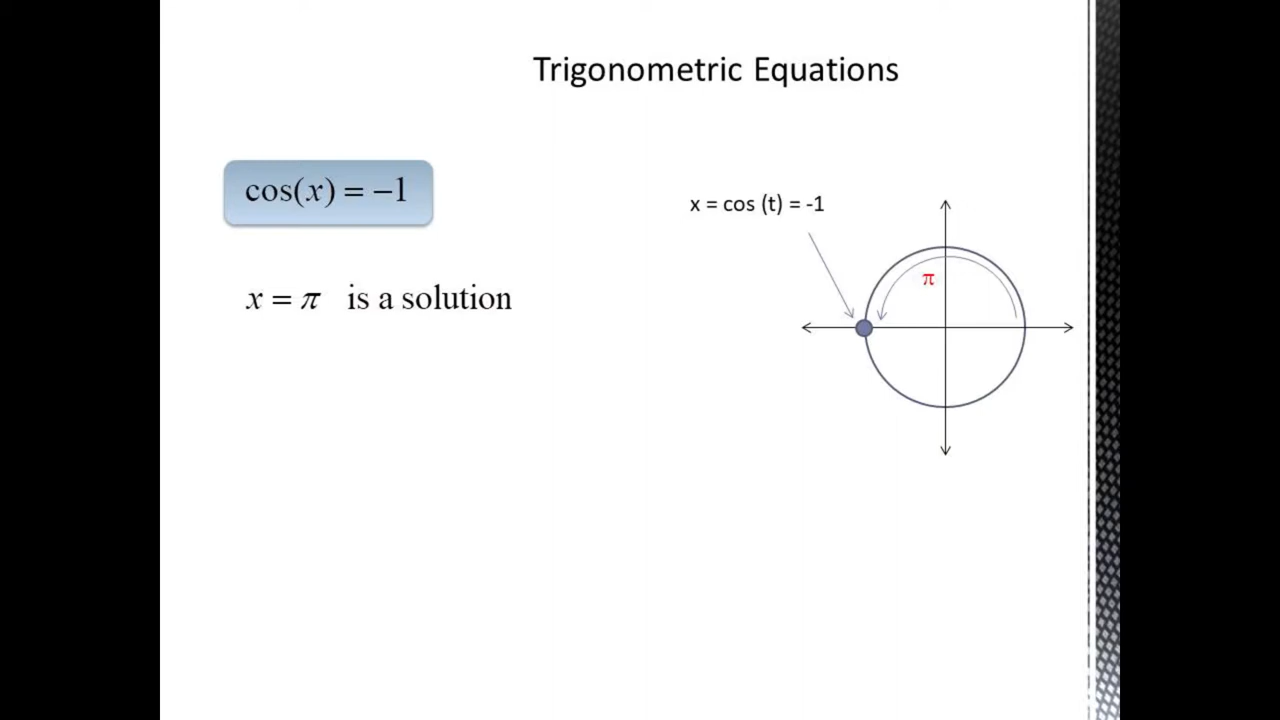 Trigonometric Equations
cos(x) = −1
x = cos (t) = -1
π
x = π is a solution